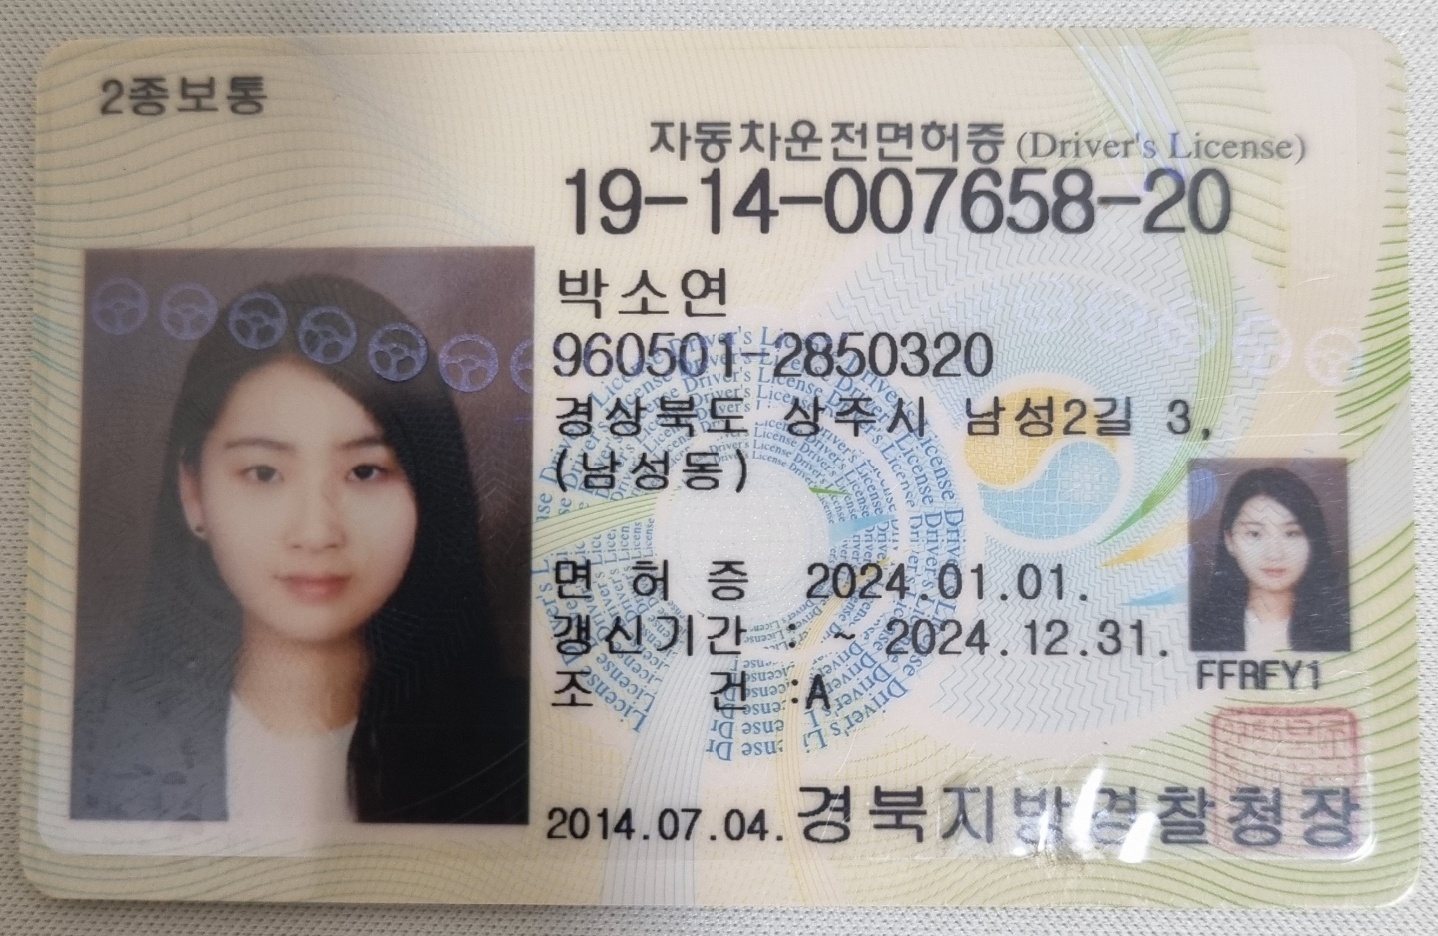 2종보통
자동차운전면허증 (Driver's License)
19-14-007658-20
박소연
960501-2850320
경상북도 상주시 남성2길 3,
(남성동)
면 허 증 2024.01.01.
갱신기간 : ~ 2024.12.31.
조 건 :A
FFRFY1
2014.07.04. 경북지방경찰청장